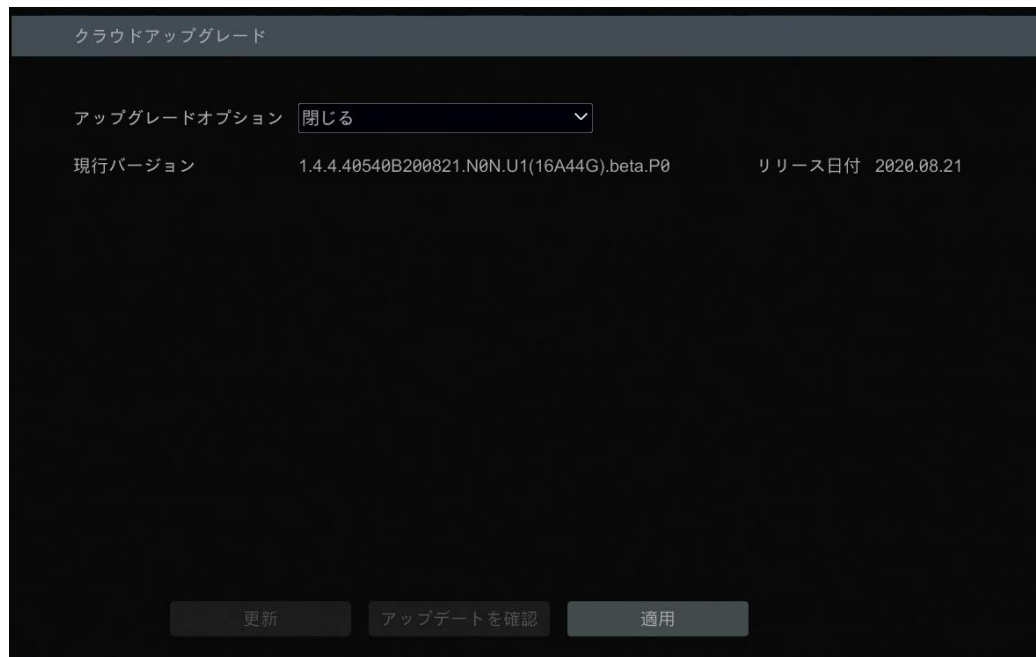 クラウドアップグレード
アップグレードオプション 閉じる
現行バージョン 1.4.4.40540B200821.N0N.U1(16A44G).beta.P0 リリース日付 2020.08.21
更新 アップデートを確認 適用